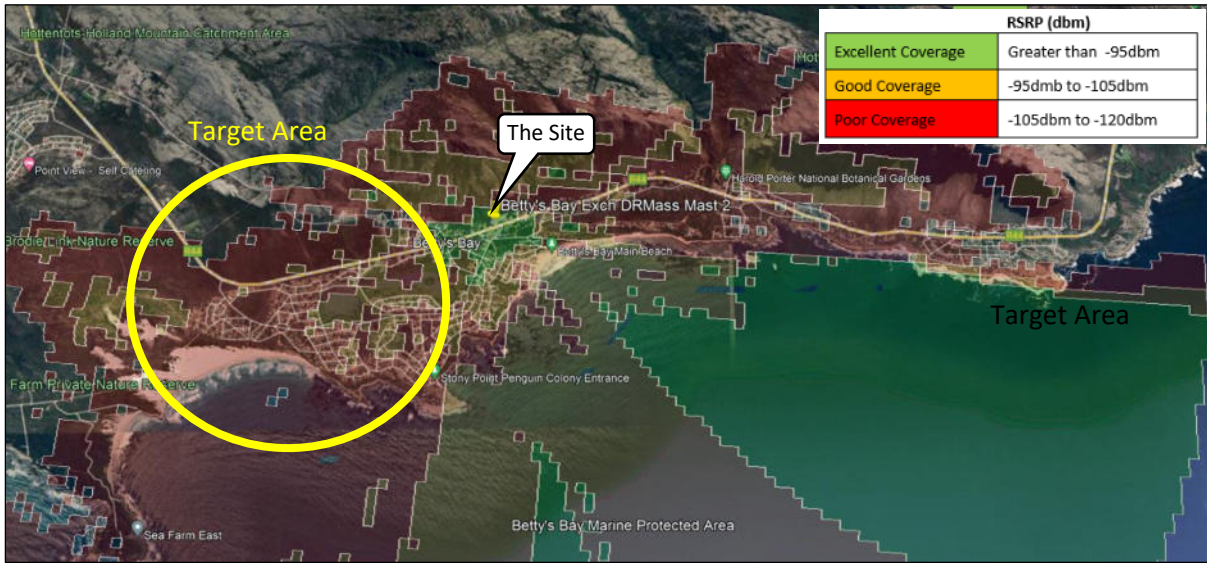 Hottentots-Holland Mountain Catchment Area
RSRP (dbm)
Excellent Coverage Greater than -95dbm
Good Coverage -95dmb to -105dbm
Poor Coverage -105dbm to -120dbm
Target Area
The Site
Point View - Self Catering
Harold Porter National Botanical Gardens
R44
Betty's Bay Exch DRMass Mast 2
Brodie Link Nature Reserve
R44
Betty's Bay
Betty's Bay Main Beach
R44
Target Area
Farm Private Nature Reserve
Stony Point Penguin Colony Entrance
Betty's Bay Marine Protected Area
Sea Farm East